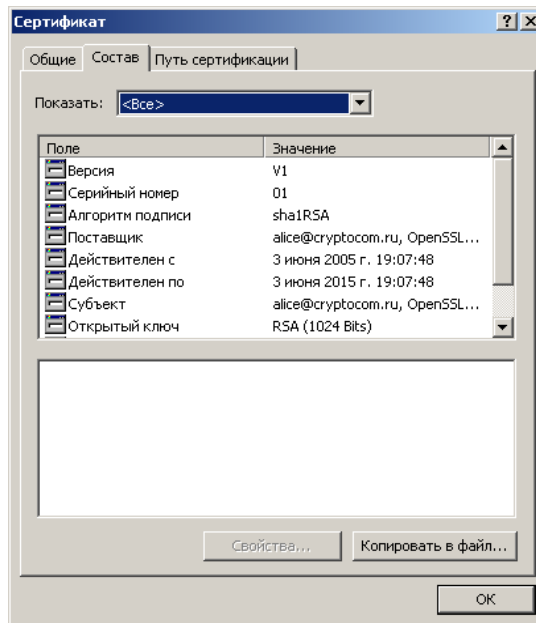 Сертификат
Общие Состав Путь сертификации
Показать: <Все>
Поле Значение
Версия V1
Серийный номер 01
Алгоритм подписи sha1RSA
Поставщик alice@cryptocom.ru, OpenSSL...
Действителен с 3 июня 2005 г. 19:07:48
Действителен по 3 июня 2015 г. 19:07:48
Субъект alice@cryptocom.ru, OpenSSL...
Открытый ключ RSA (1024 Bits)
Свойства... Копировать в файл...
ОК